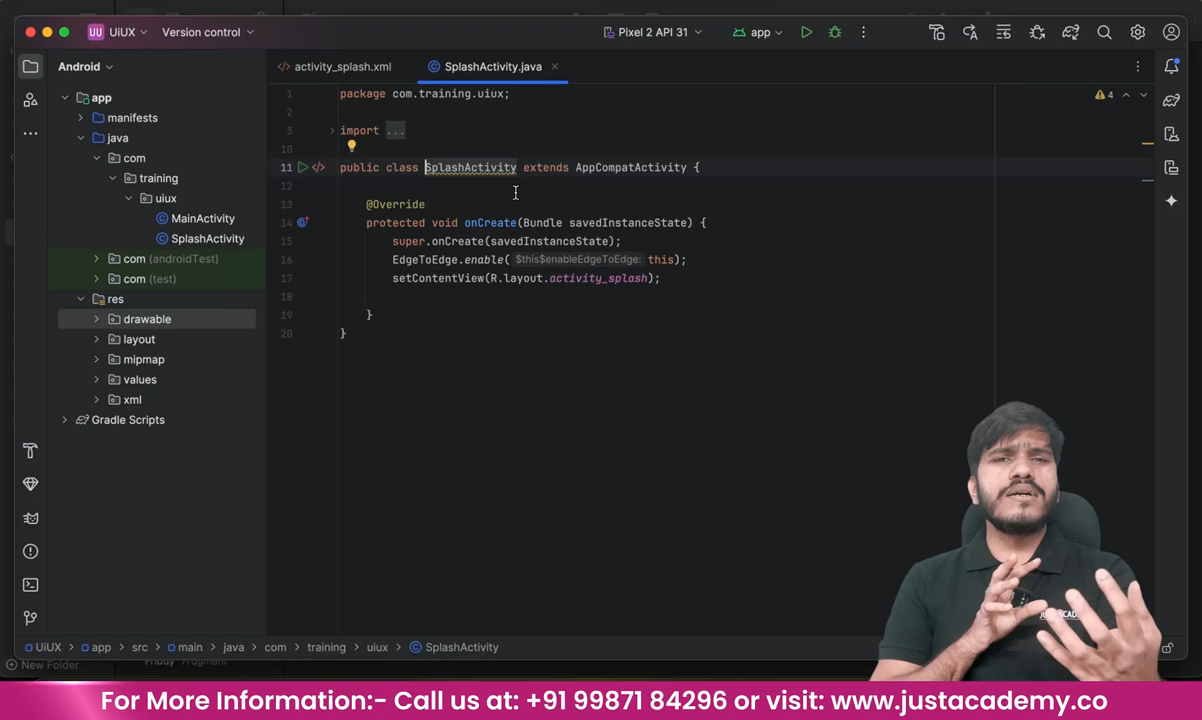 UU UiUX Version control Pixel 2 API 31 app
Android
activity_splash.xml SplashActivity.java
app
manifests
java
com
training
uiux
MainActivity
SplashActivity
com (androidTest)
com (test)
res
drawable
layout
mipmap
values
xml
Gradle Scripts
4
1 package com.training.uiux;
2
3 import ...
10
11 public class SplashActivity extends AppCompatActivity {
12
13 @Override
14 protected void onCreate(Bundle savedInstanceState) {
15 super.onCreate(savedInstanceState);
16 EdgeToEdge.enable( $this$enableEdgeToEdge: this);
17 setContentView(R.layout.activity_splash);
18
19 }
20 }
UiUX app src main java com training uiux SplashActivity
New Folder Friday Fragment
For More Information:- Call us at: +91 99871 84296 or visit: www.justacademy.co